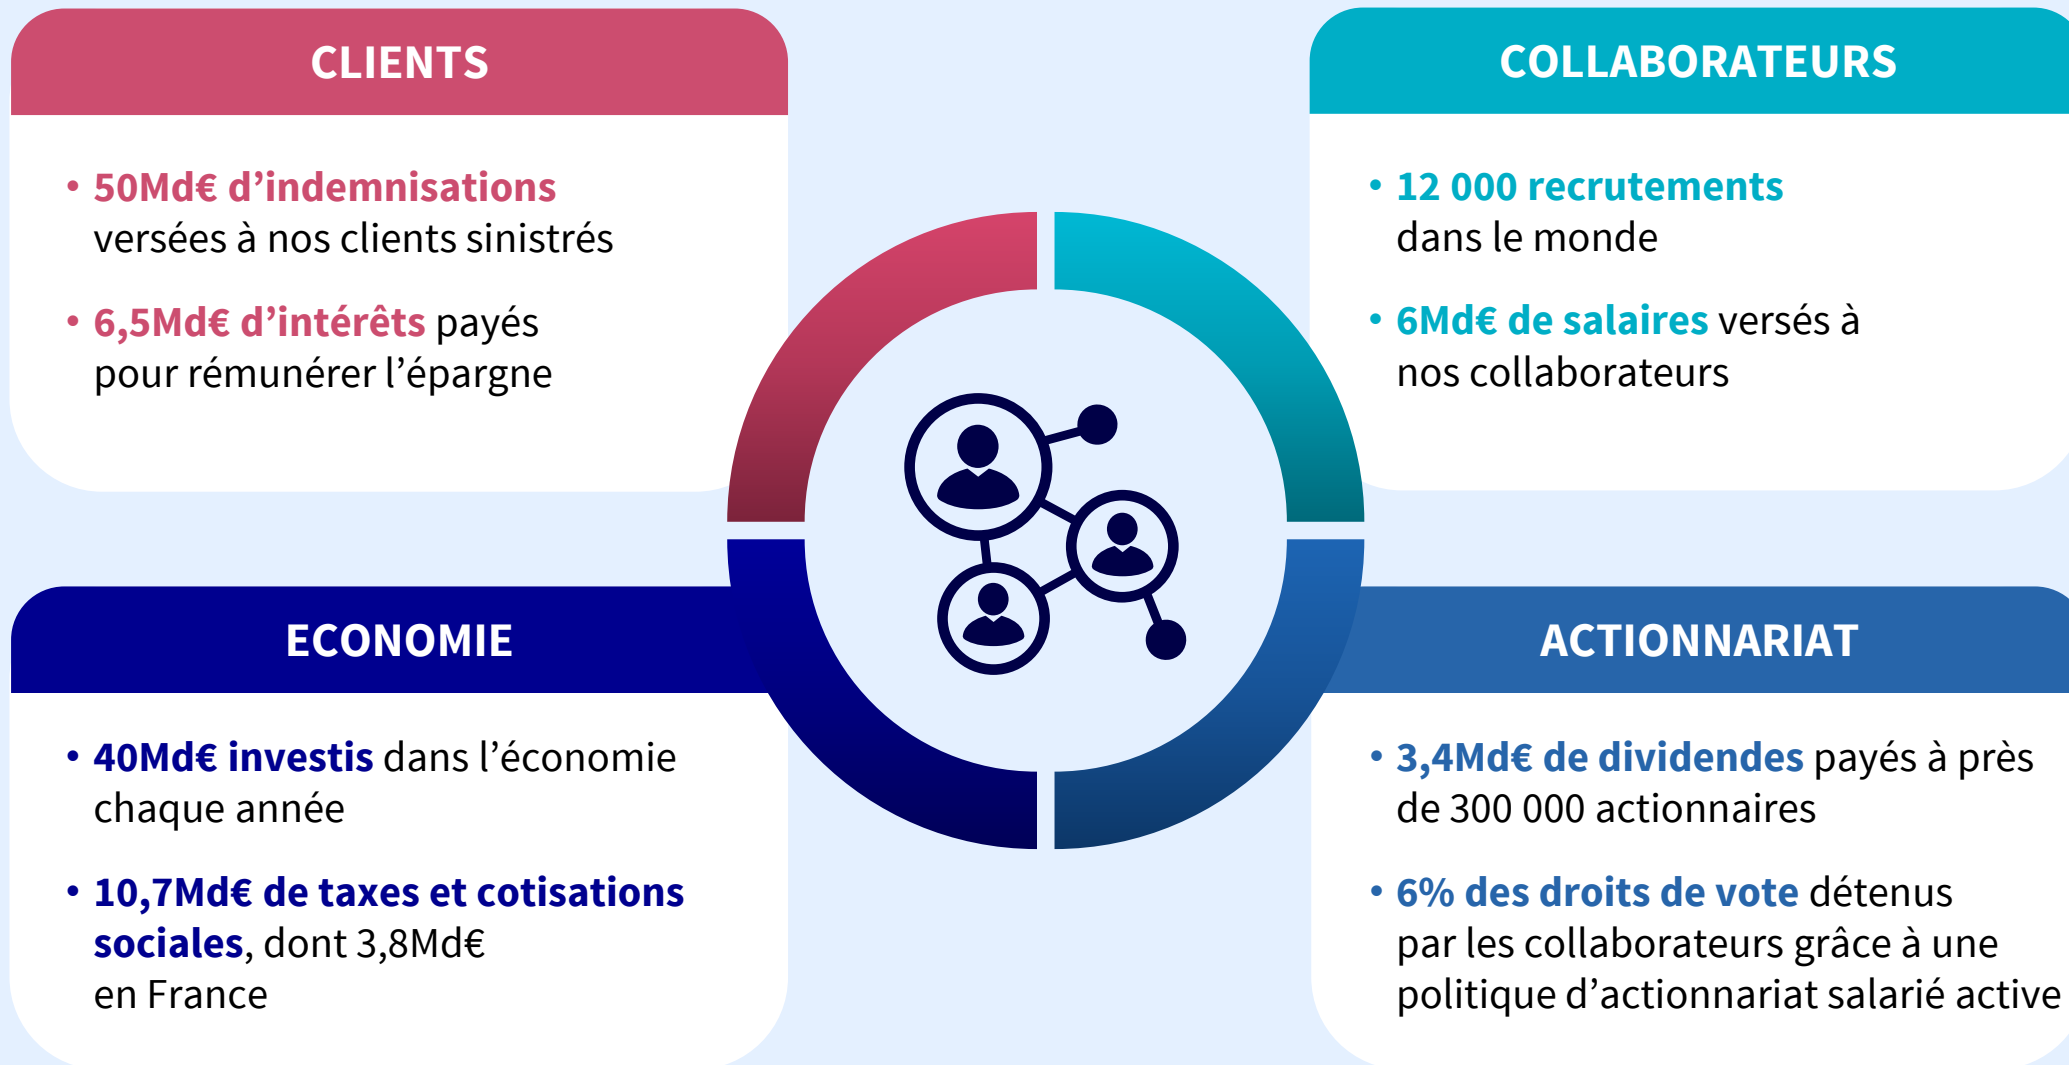 CLIENTS
• 50Md€ d’indemnisations
versées à nos clients sinistrés
• 6,5Md€ d’intérêts payés
pour rémunérer l’épargne
COLLABORATEURS
• 12 000 recrutements
dans le monde
• 6Md€ de salaires versés à
nos collaborateurs
ECONOMIE
• 40Md€ investis dans l’économie
chaque année
• 10,7Md€ de taxes et cotisations
sociales, dont 3,8Md€
en France
ACTIONNARIAT
• 3,4Md€ de dividendes payés à près
de 300 000 actionnaires
• 6% des droits de vote détenus
par les collaborateurs grâce à une
politique d’actionnariat salarié active